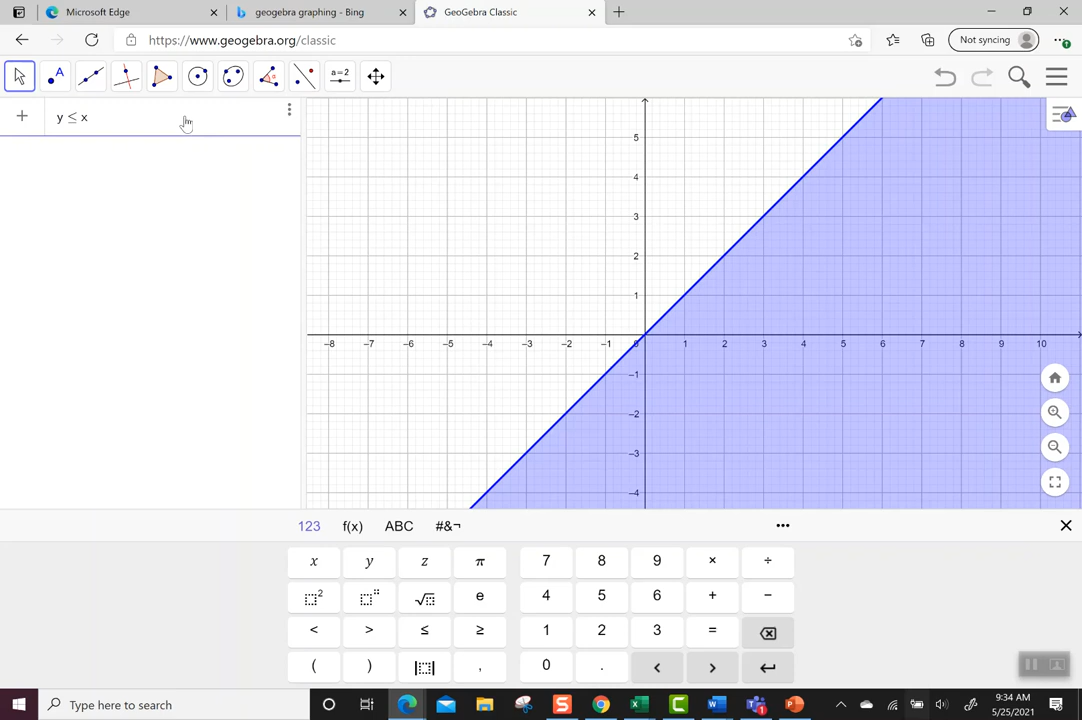 Microsoft Edge
geogebra graphing - Bing
GeoGebra Classic
https://www.geogebra.org/classic
Not syncing
A
α
a=2
+ y ≤ x
5
4
3
2
1
–8 –7 –6 –5 –4 –3 –2 –1 0 1 2 3 4 5 6 7 8 9 10
–1
–2
–3
–4
123 f(x) ABC #&¬ •••
x y z π 7 8 9 × ÷
2 e 4 5 6 + −
< > ≤ ≥ 1 2 3 =
( ) , 0 . < >
Type here to search
9:34 AM
5/25/2021